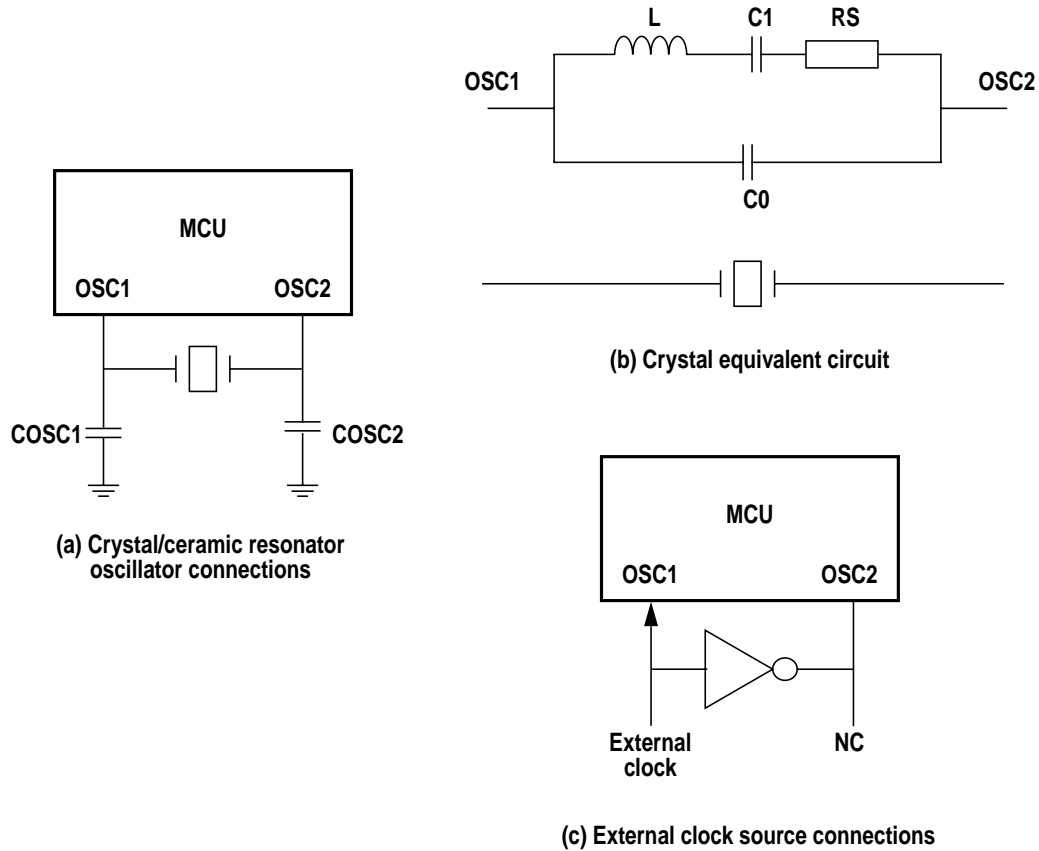 MCU
OSC1
OSC2
COSC1
COSC2
(a) Crystal/ceramic resonator
oscillator connections
L
C1
RS
OSC1
OSC2
C0
(b) Crystal equivalent circuit
MCU
OSC1
OSC2
External
clock
NC
(c) External clock source connections